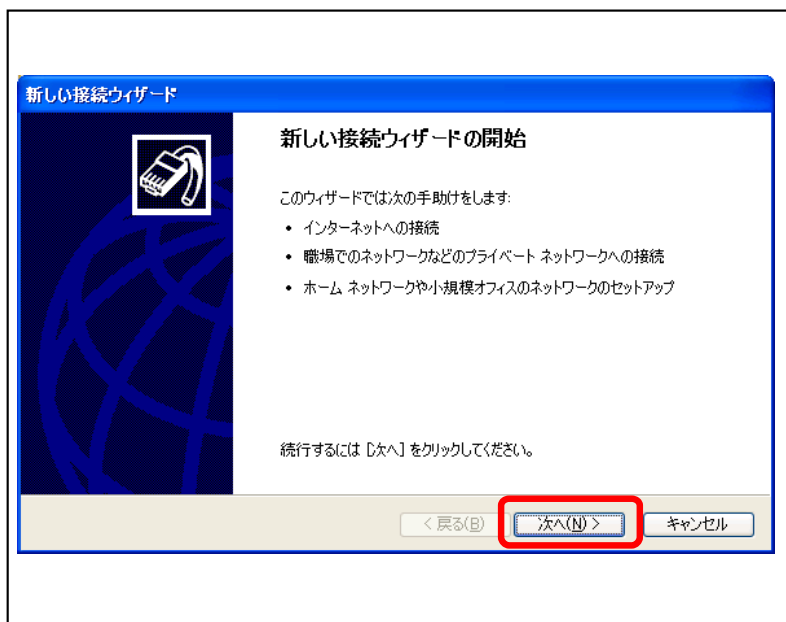 新しい接続ウィザード
新しい接続ウィザードの開始
このウィザードでは次の手助けをします:
• インターネットへの接続
• 職場でのネットワークなどのプライベート ネットワークへの接続
• ホーム ネットワークや小規模オフィスのネットワークのセットアップ
続行するには [次へ] をクリックしてください。
< 戻る(B) 次へ(N) > キャンセル